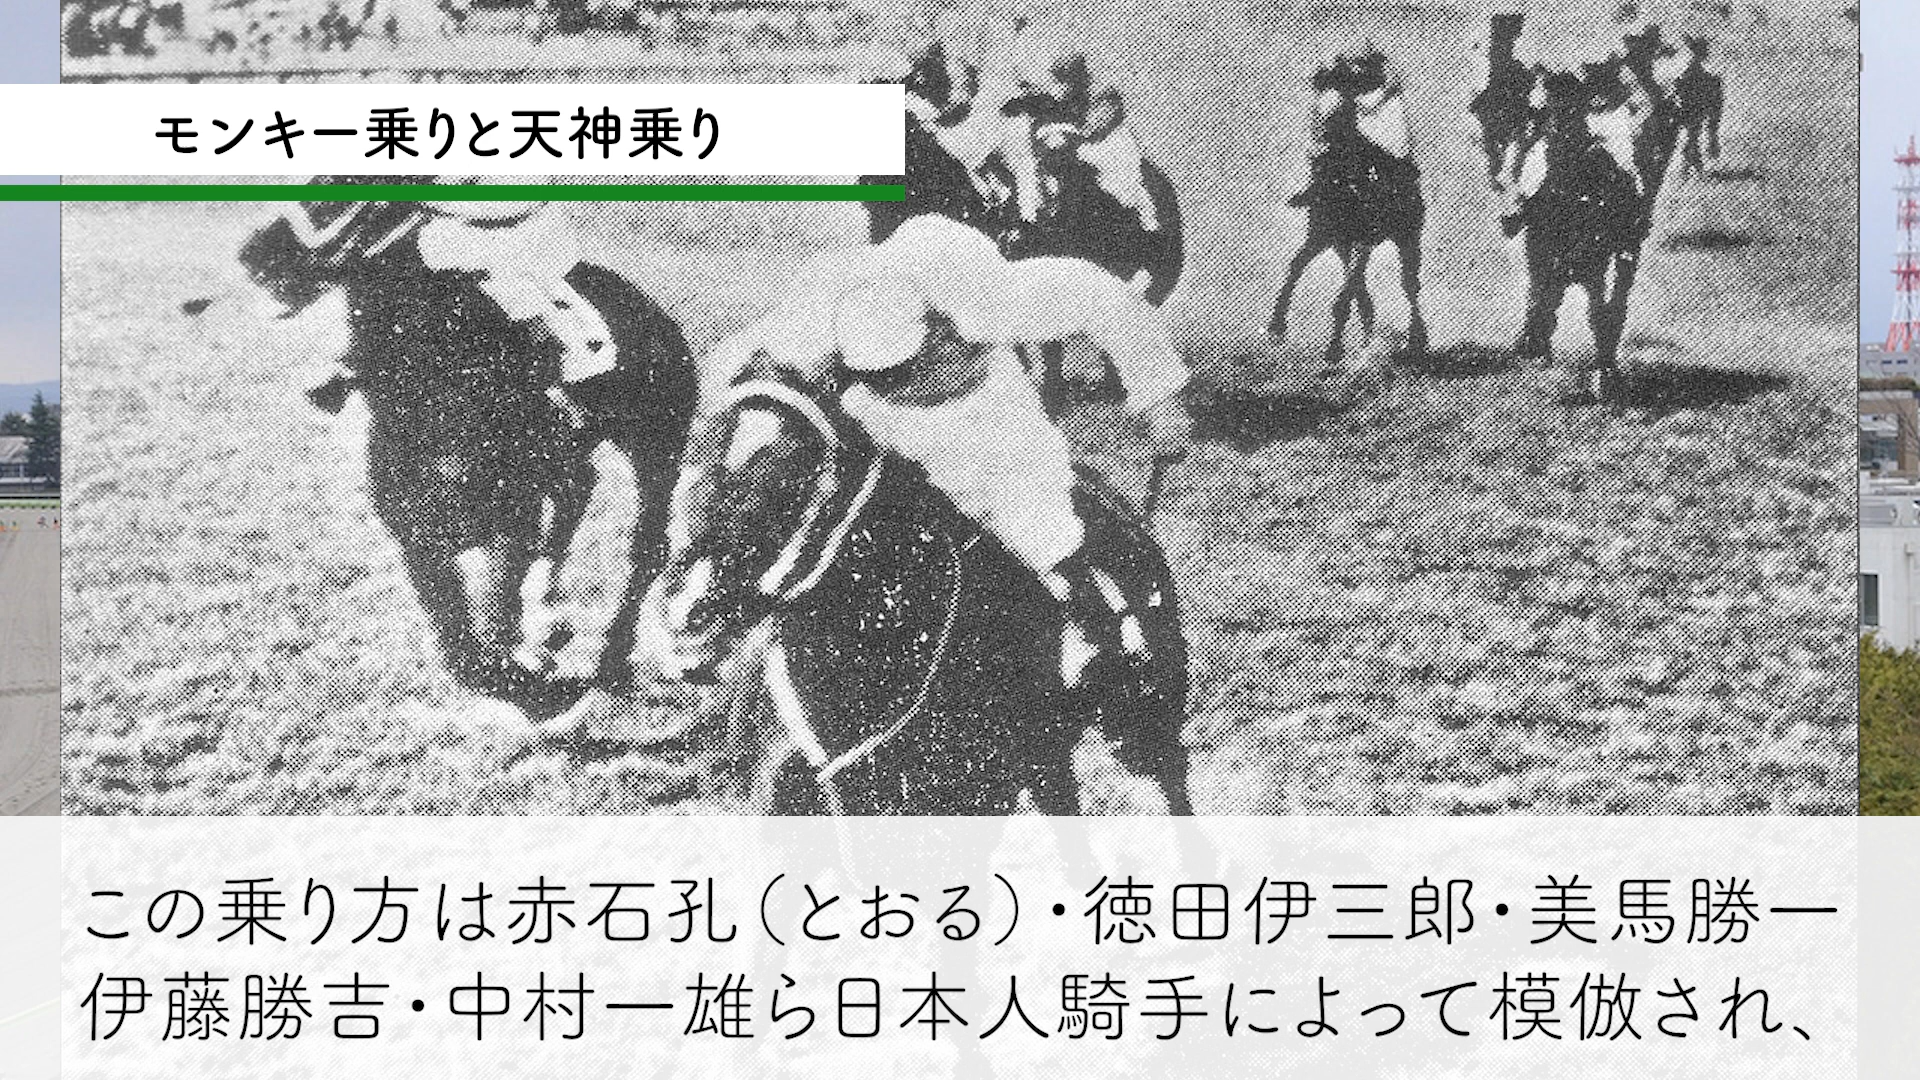 モンキー乗りと天神乗り
この乗り方は赤石孔（とおる）・徳田伊三郎・美馬勝一
伊藤勝吉・中村一雄ら日本人騎手によって模倣され、